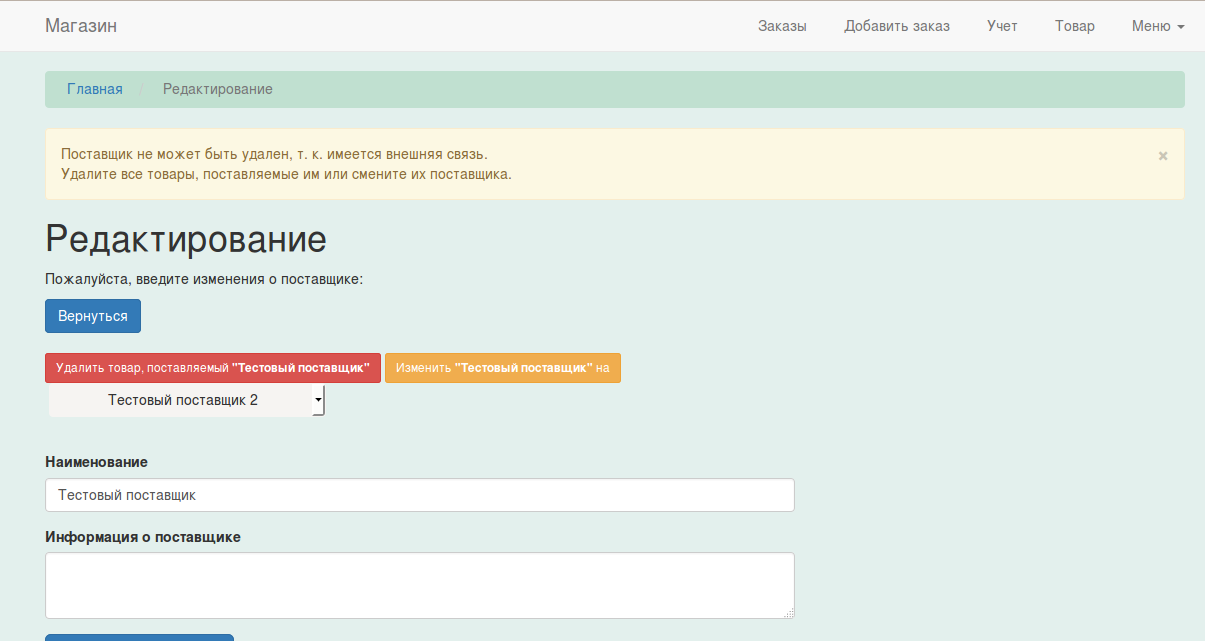 Магазин
Заказы Добавить заказ Учет Товар Меню
Главная / Редактирование
Поставщик не может быть удален, т. к. имеется внешняя связь. ×
Удалите все товары, поставляемые им или смените их поставщика.
Редактирование
Пожалуйста, введите изменения о поставщике:
Вернуться
Удалить товар, поставляемый "Тестовый поставщик" Изменить "Тестовый поставщик" на
Тестовый поставщик 2
Наименование
Тестовый поставщик
Информация о поставщике